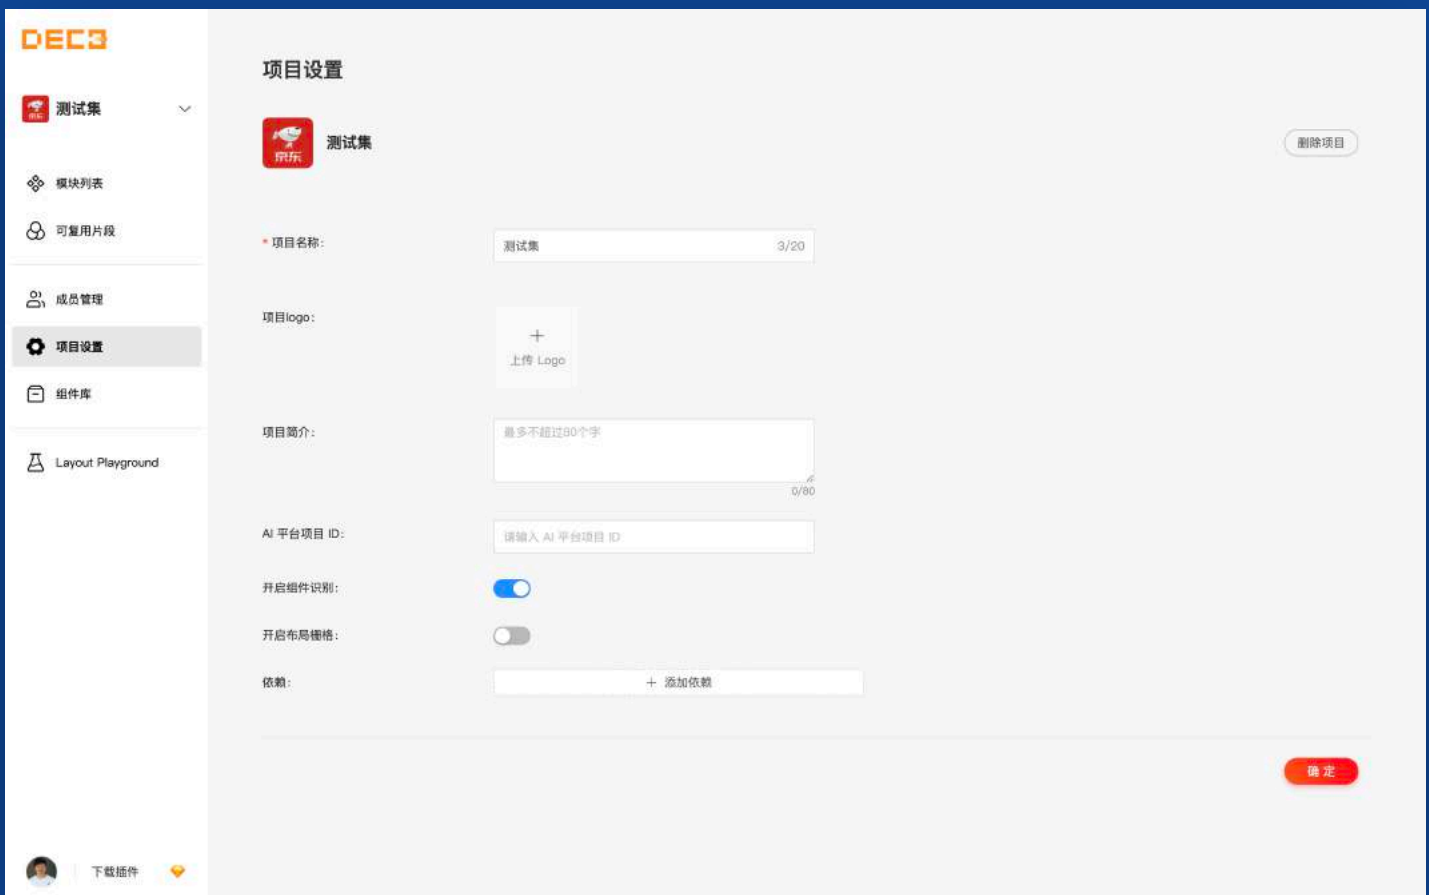 DECO
测试集
模块列表
可复用片段
成员管理
项目设置
组件库
Layout Playground
下载插件
项目设置
京东
测试集
删除项目
* 项目名称:
测试集 3/20
项目logo:
上传 Logo
项目简介:
最多不超过80个字
0/80
AI 平台项目 ID:
请输入 AI 平台项目 ID
开启组件识别:
开启布局栅格:
依赖:
+ 添加依赖
确 定